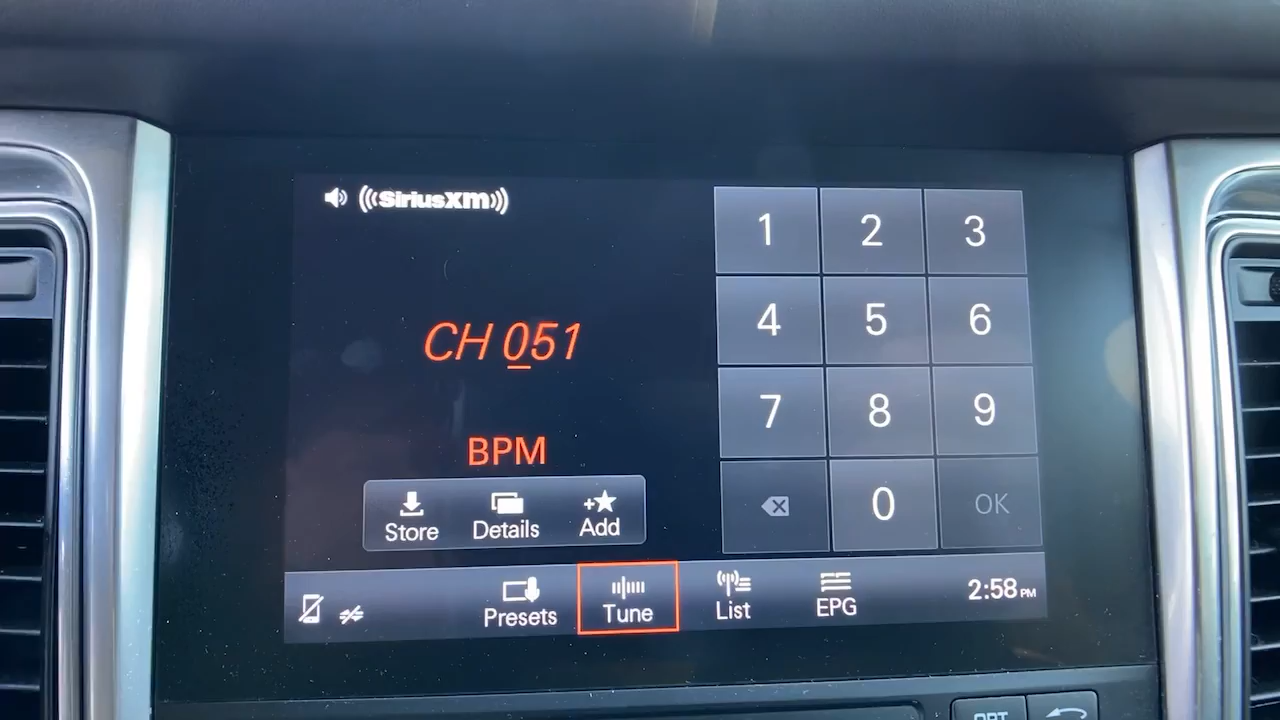 ((SiriusXM))
CH 051
BPM
Store Details +Add
1 2 3
4 5 6
7 8 9
0 OK
Presets Tune List EPG 2:58 PM
OPT